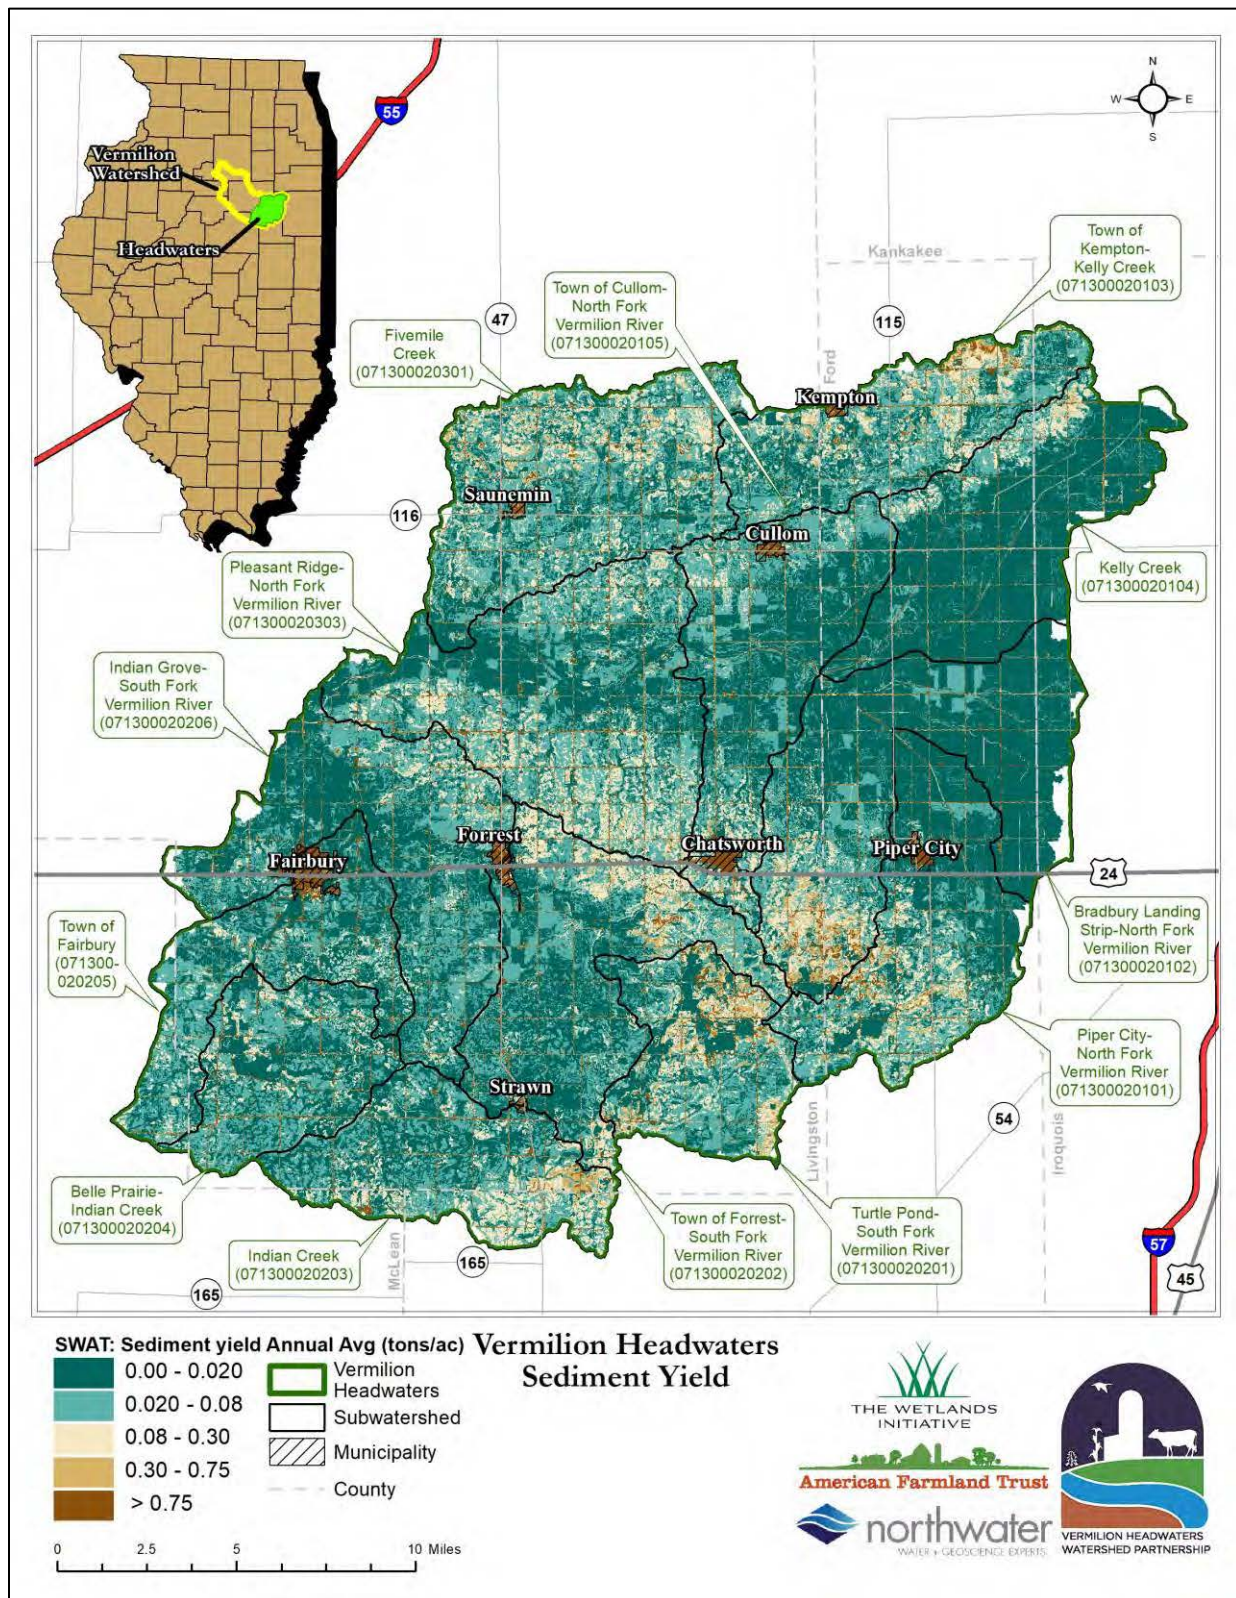 55
N
W
E
S
Vermilion
Watershed
Headwaters
Kankakee
Town of
Kempton-
Kelly Creek
(071300020103)
Town of Cullom-
North Fork
Vermilion River
(071300020105)
47
115
Fivemile
Creek
(071300020301)
Ford
Kempton
Saunemin
116
Cullom
Pleasant Ridge-
North Fork
Vermilion River
(071300020303)
Kelly Creek
(071300020104)
Indian Grove-
South Fork
Vermilion River
(071300020206)
Forrest
Chatsworth
Piper City
Fairbury
24
Town of
Fairbury
(071300-
020205)
Bradbury Landing
Strip-North Fork
Vermilion River
(071300020102)
Piper City-
North Fork
Vermilion River
(071300020101)
Strawn
54
Livingston
Iroquois
Belle Prairie-
Indian Creek
(071300020204)
Indian Creek
(071300020203)
McLean
165
165
Town of Forrest-
South Fork
Vermilion River
(071300020202)
Turtle Pond-
South Fork
Vermilion River
(071300020201)
57
45
SWAT: Sediment yield Annual Avg (tons/ac)
0.00 - 0.020
0.020 - 0.08
0.08 - 0.30
0.30 - 0.75
> 0.75
Vermilion
Headwaters
Subwatershed
Municipality
County
Vermilion Headwaters
Sediment Yield
0 2.5 5 10 Miles
THE WETLANDS
INITIATIVE
American Farmland Trust
northwater
WATER + GEOSCIENCE EXPERTS
VERMILION HEADWATERS
WATERSHED PARTNERSHIP